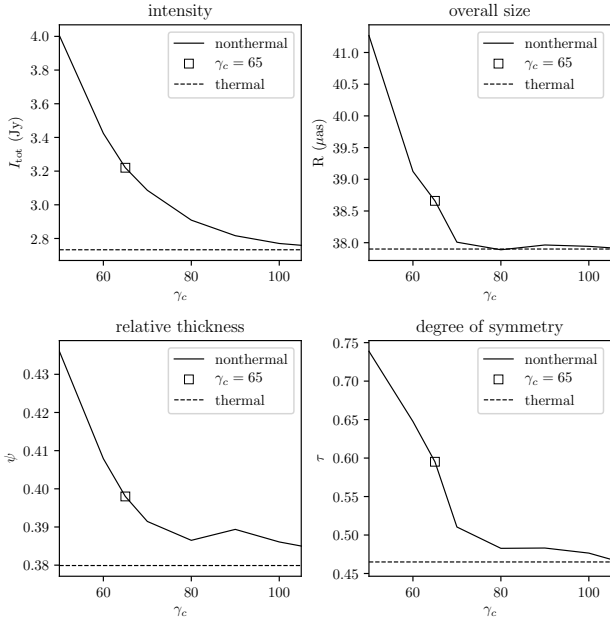 intensity
4.0
3.8
3.6
3.4
3.2
3.0
2.8
I_tot (Jy)
nonthermal
γ_c = 65
thermal
60
80
100
γ_c
overall size
41.0
40.5
40.0
39.5
39.0
38.5
38.0
R (μas)
nonthermal
γ_c = 65
thermal
60
80
100
γ_c
relative thickness
0.43
0.42
0.41
0.40
0.39
0.38
ψ
nonthermal
γ_c = 65
thermal
60
80
100
γ_c
degree of symmetry
0.75
0.70
0.65
0.60
0.55
0.50
0.45
τ
nonthermal
γ_c = 65
thermal
60
80
100
γ_c